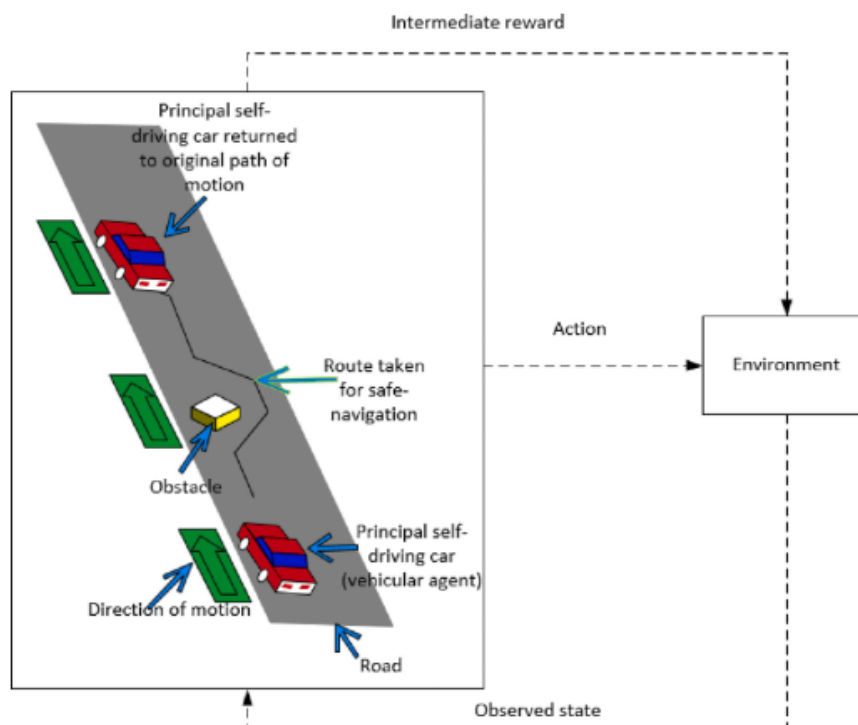 Intermediate reward
Principal self-
driving car returned
to original path of
motion
Action
Environment
Route taken
for safe-
navigation
Obstacle
Principal self-
driving car
(vehicular agent)
Direction of motion
Road
Observed state